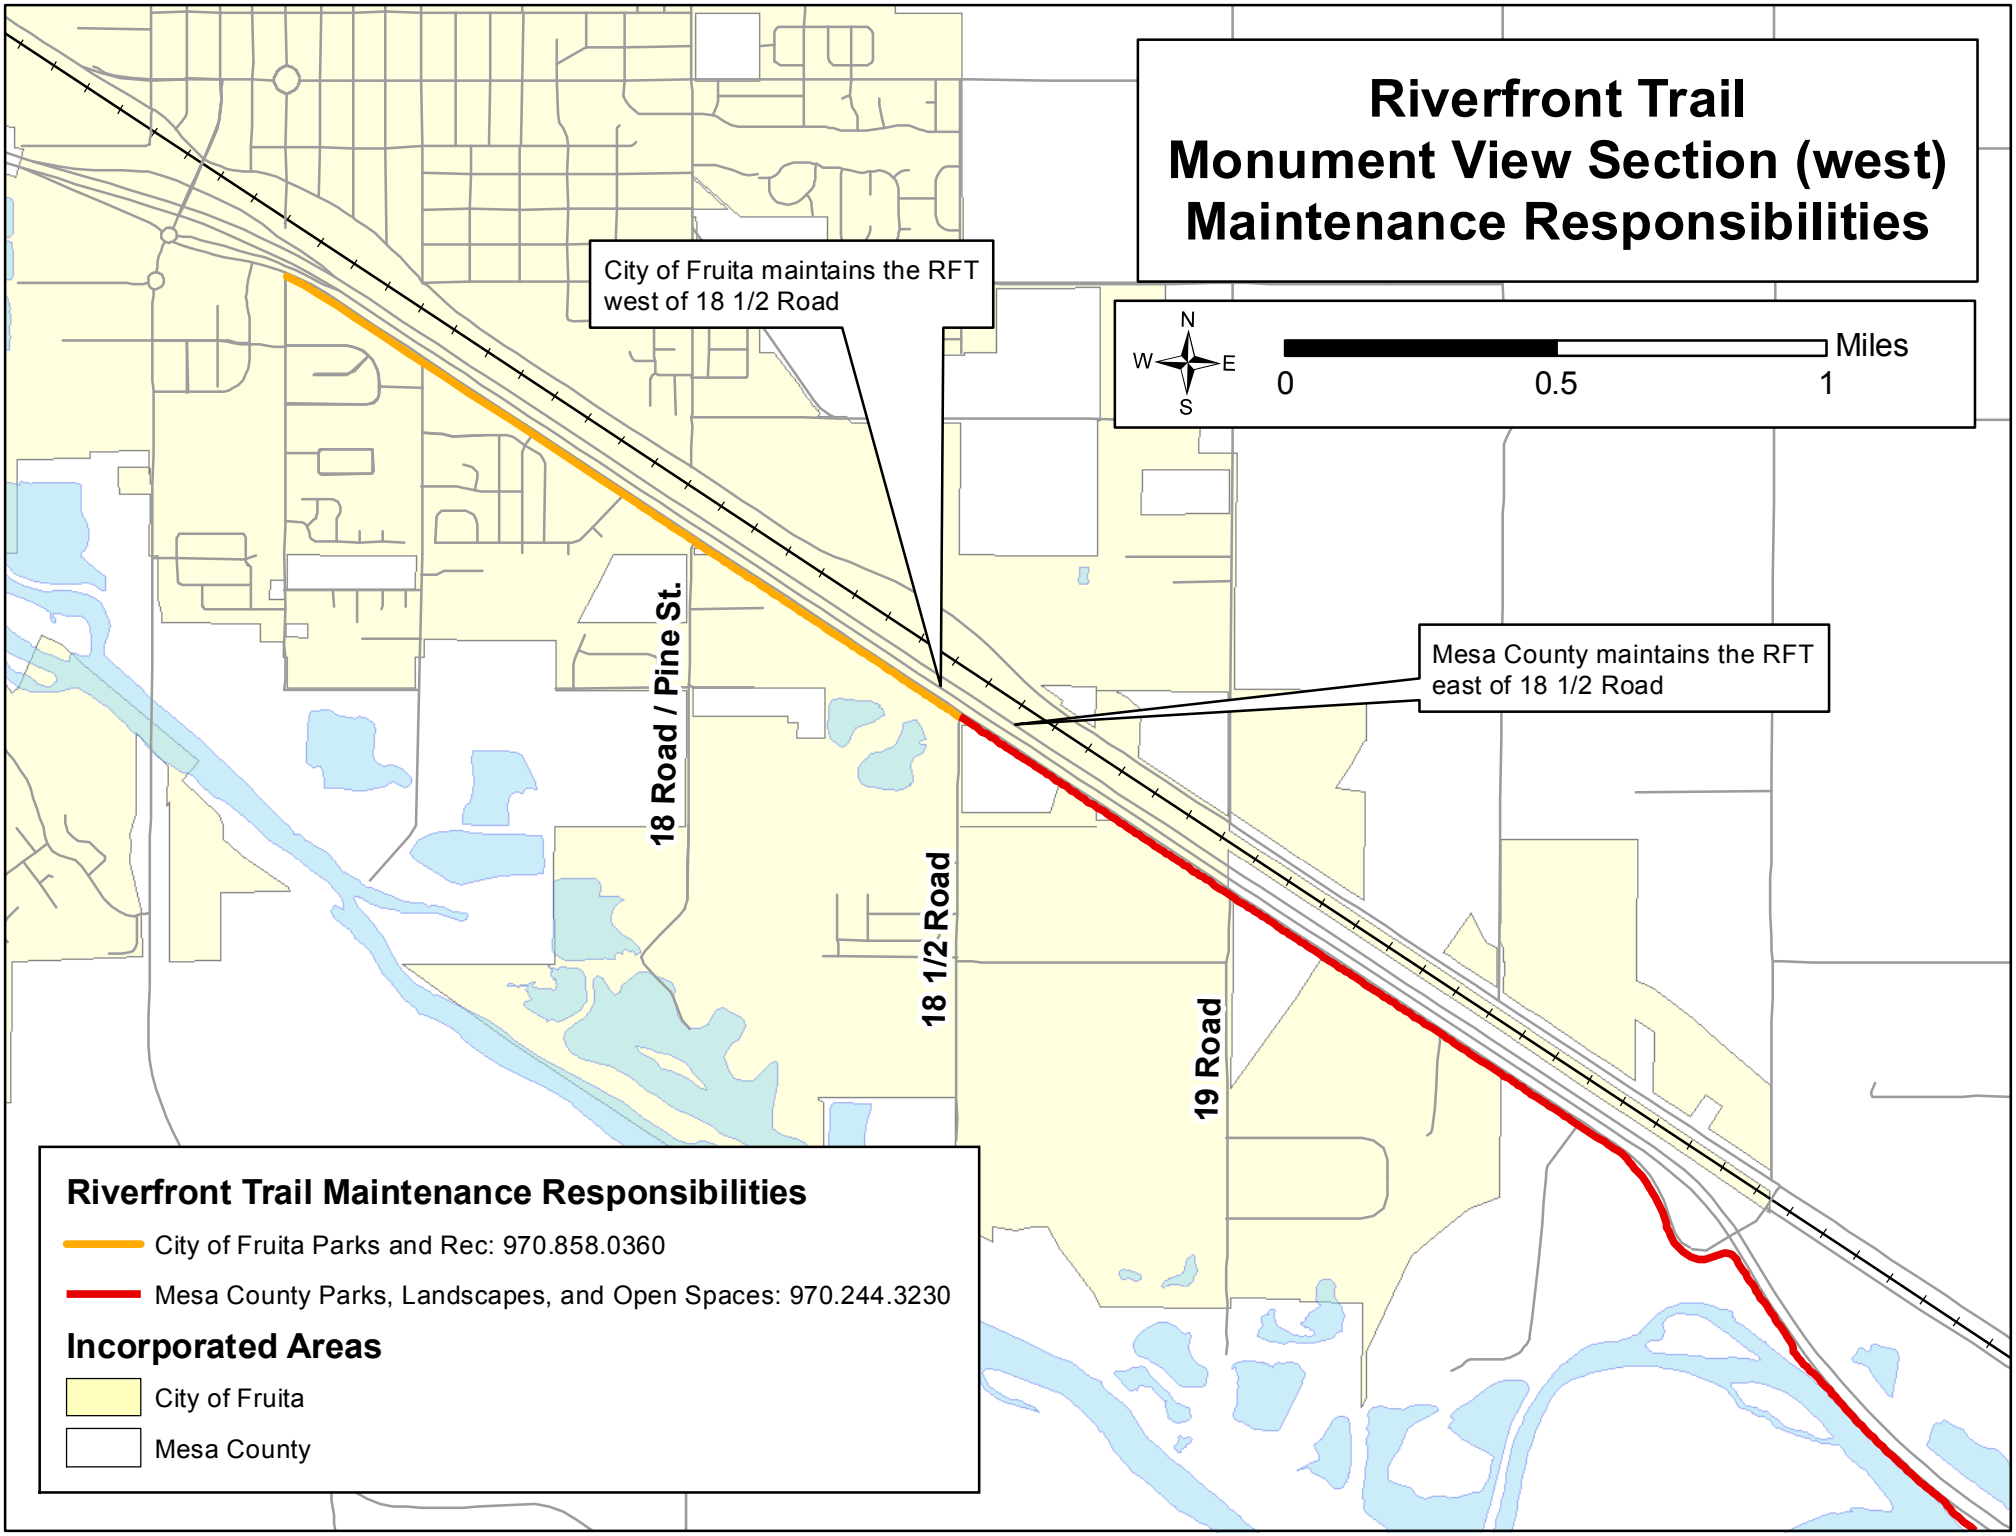 Riverfront Trail
Monument View Section (west)
Maintenance Responsibilities
City of Fruita maintains the RFT
west of 18 1/2 Road
N
W
E
S
Miles
0
0.5
1
Mesa County maintains the RFT
east of 18 1/2 Road
18 Road / Pine St.
18 1/2 Road
19 Road
Riverfront Trail Maintenance Responsibilities
City of Fruita Parks and Rec: 970.858.0360
Mesa County Parks, Landscapes, and Open Spaces: 970.244.3230
Incorporated Areas
City of Fruita
Mesa County